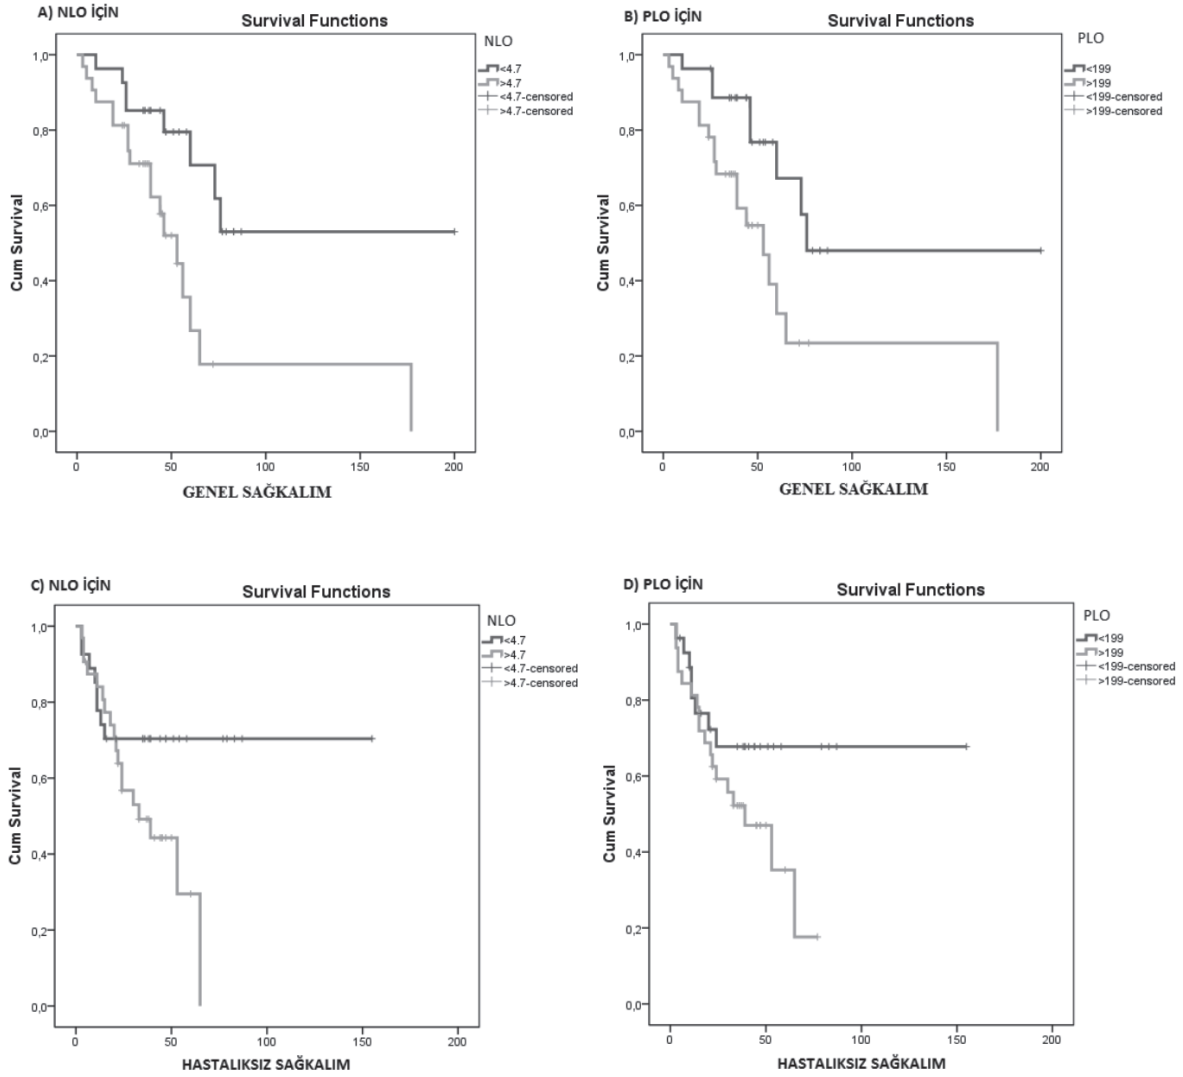 A) NLO İÇİN
Survival Functions
NLO
<4.7
>4.7
<4.7-censored
>4.7-censored
1,0
0,8
0,6
0,4
0,2
0,0
Cum Survival
0 50 100 150 200
GENEL SAĞKALIM
B) PLO İÇİN
Survival Functions
PLO
<199
>199
<199-censored
>199-censored
1,0
0,8
0,6
0,4
0,2
0,0
Cum Survival
0 50 100 150 200
GENEL SAĞKALIM
C) NLO İÇİN
Survival Functions
NLO
<4.7
>4.7
<4.7-censored
>4.7-censored
1,0
0,8
0,6
0,4
0,2
0,0
Cum Survival
0 50 100 150 200
HASTALIKSIZ SAĞKALIM
D) PLO İÇİN
Survival Functions
PLO
<199
>199
<199-censored
>199-censored
1,0
0,8
0,6
0,4
0,2
0,0
Cum Survival
0 50 100 150 200
HASTALIKSIZ SAĞKALIM